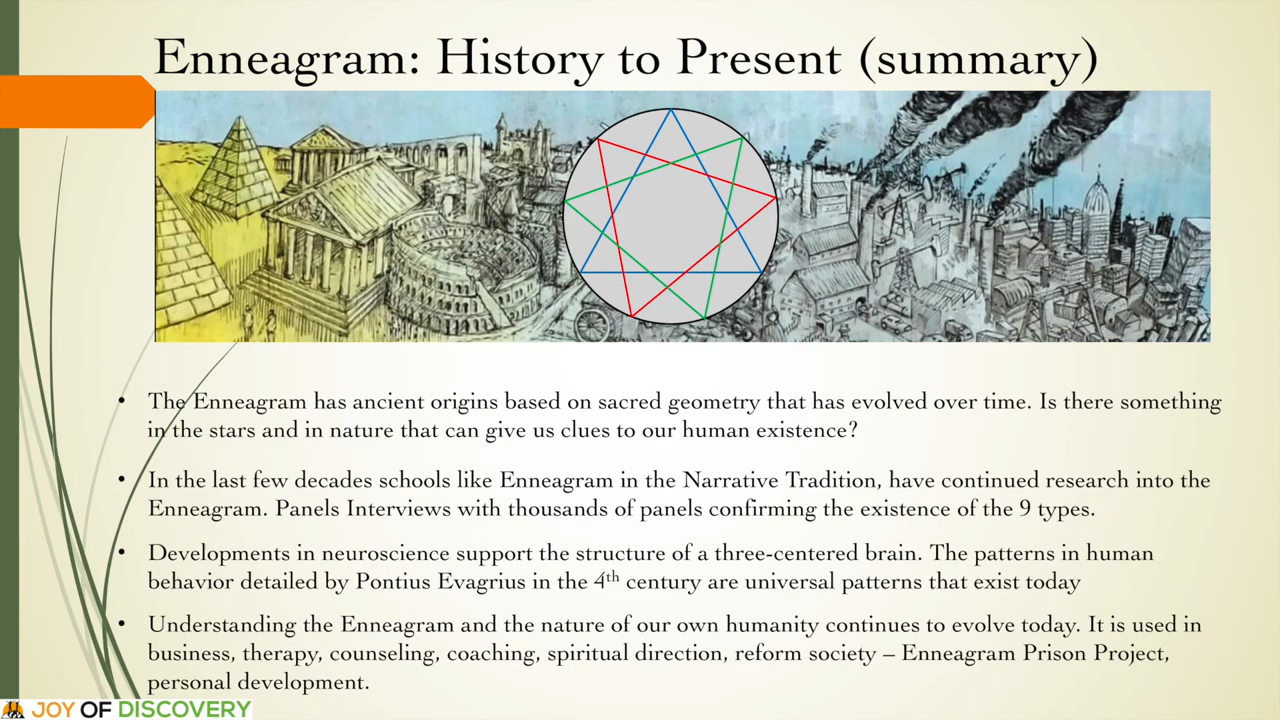 Enneagram: History to Present (summary)
• The Enneagram has ancient origins based on sacred geometry that has evolved over time. Is there something
in the stars and in nature that can give us clues to our human existence?
• In the last few decades schools like Enneagram in the Narrative Tradition, have continued research into the
Enneagram. Panels Interviews with thousands of panels confirming the existence of the 9 types.
• Developments in neuroscience support the structure of a three-centered brain. The patterns in human
behavior detailed by Pontius Evagrius in the 4th century are universal patterns that exist today
• Understanding the Enneagram and the nature of our own humanity continues to evolve today. It is used in
business, therapy, counseling, coaching, spiritual direction, reform society – Enneagram Prison Project,
personal development.
JOY OF DISCOVERY